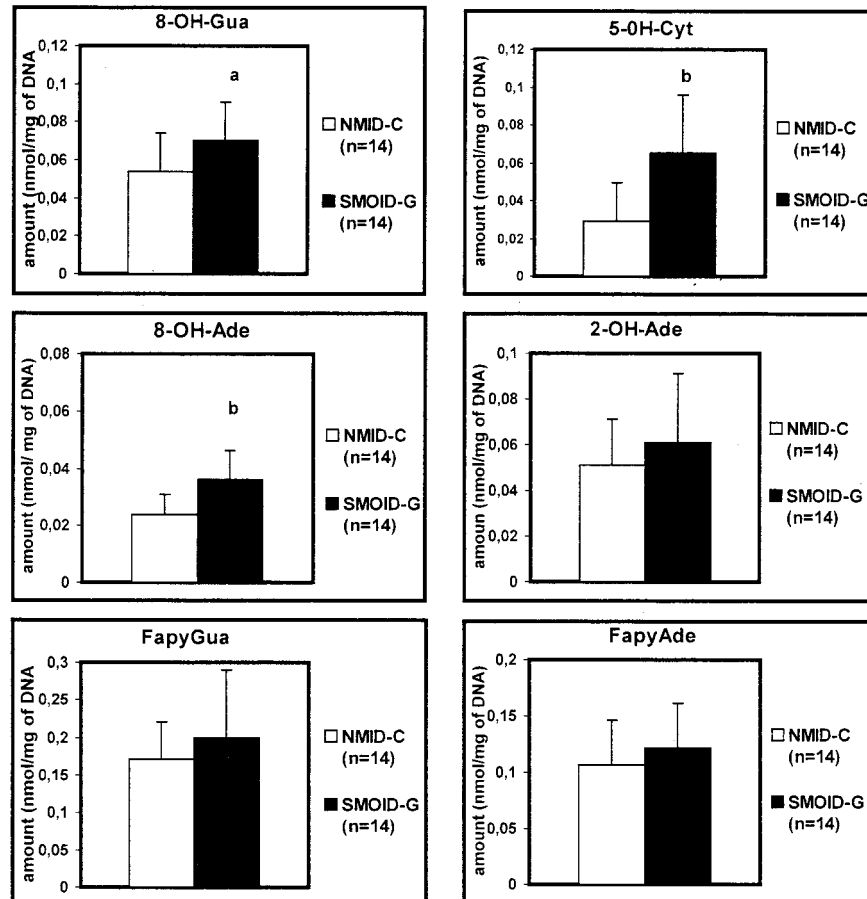 8-OH-Gua
amount (nmol/mg of DNA)
0,12
0,1
0,08
0,06
0,04
0,02
0
a
NMID-C
(n=14)
SMOID-G
(n=14)
5-0H-Cyt
amount (nmol/mg of DNA)
0,12
0,1
0,08
0,06
0,04
0,02
0
b
NMID-C
(n=14)
SMOID-G
(n=14)
8-OH-Ade
amount (nmol/ mg of DNA)
0,08
0,06
0,04
0,02
0
b
NMID-C
(n=14)
SMOID-G
(n=14)
2-OH-Ade
amoun (nmol/mg of DNA)
0,1
0,08
0,06
0,04
0,02
0
NMID-C
(n=14)
SMOID-G
(n=14)
FapyGua
amount (nmol/mg of DNA
0,3
0,25
0,2
0,15
0,1
0,05
0
NMID-C
(n=14)
SMOID-G
(n=14)
FapyAde
amount (nmol/mg of DNA)
0,2
0,15
0,1
0,05
0
NMID-C
(n=14)
SMOID-G
(n=14)